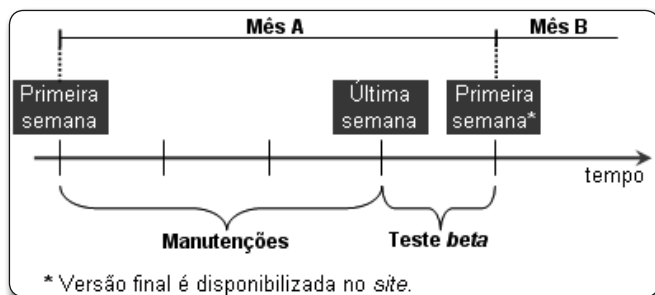 Mês A
Mês B
Primeira
semana
Última
semana
Primeira
semana*
tempo
Manutenções
Teste beta
* Versão final é disponibilizada no site.